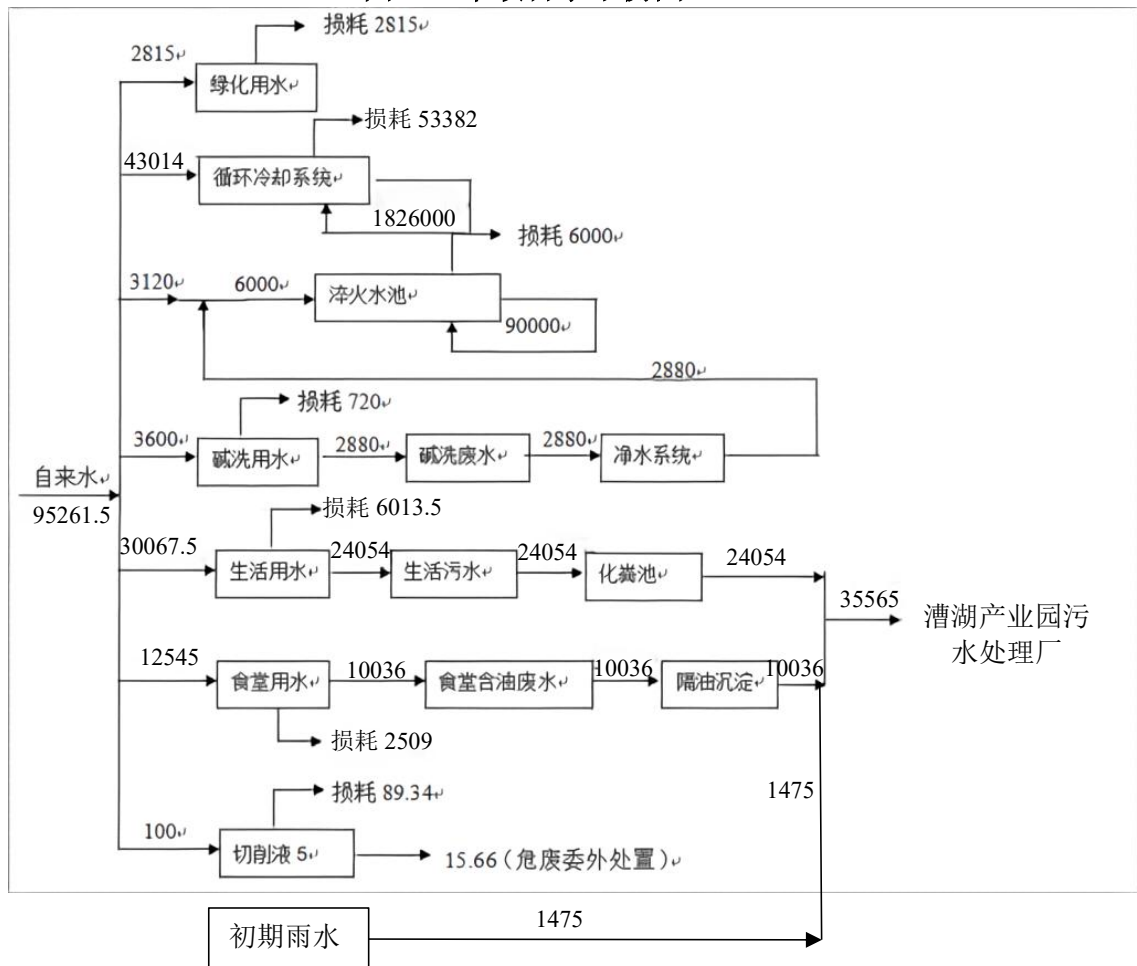 损耗 2815
2815
绿化用水
损耗 53382
43014
循环冷却系统
1826000
损耗 6000
3120
6000
淬火水池
90000
2880
损耗 720
3600
碱洗用水
2880
碱洗废水
2880
净水系统
自来水
95261.5
损耗 6013.5
30067.5
生活用水
24054
生活污水
24054
化粪池
24054
35565
漕湖产业园污
水处理厂
12545
食堂用水
10036
食堂含油废水
10036
隔油沉淀
10036
损耗 2509
1475
损耗 89.34
100
切削液 5
15.66（危废委外处置）
初期雨水
1475